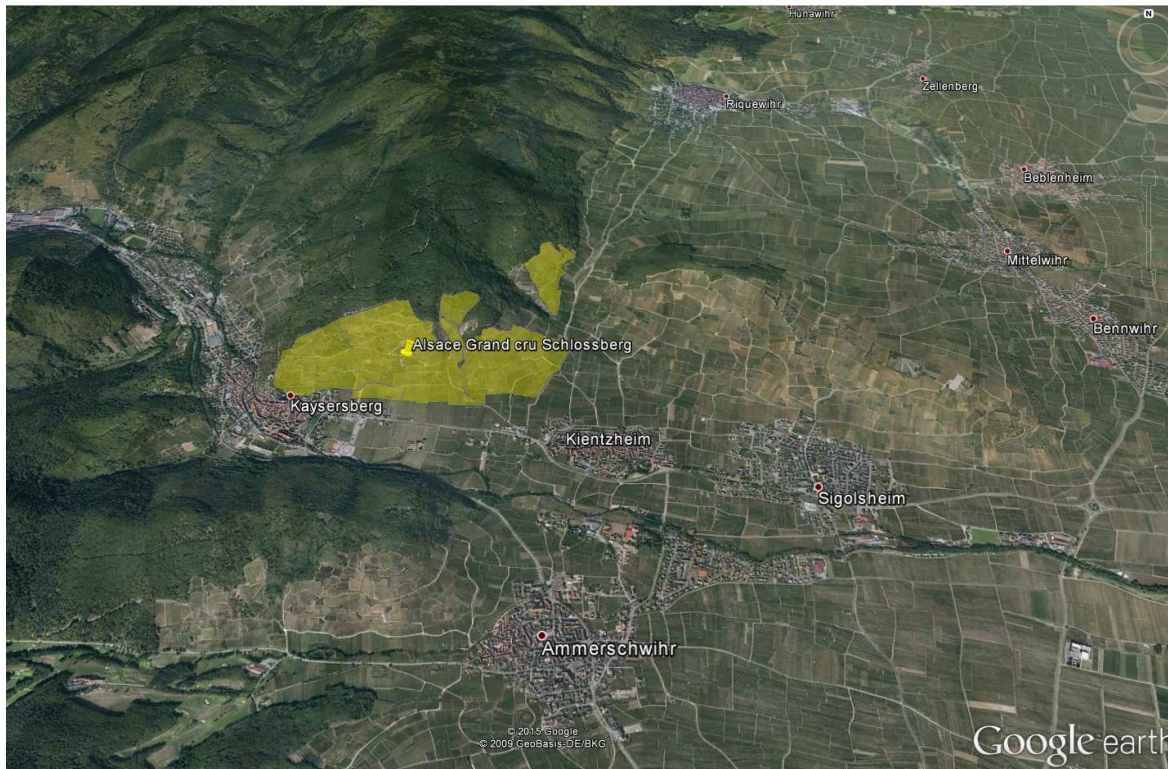 N
Hunawihr
Zellenberg
Riquewihr
Beblenheim
Mittelwihr
Bennwihr
Alsace Grand cru Schlossberg
Kaysersberg
Kientzheim
Sigolsheim
Ammerschwihr
© 2015 Google
© 2009 GeoBasis-DE/BKG
Google earth